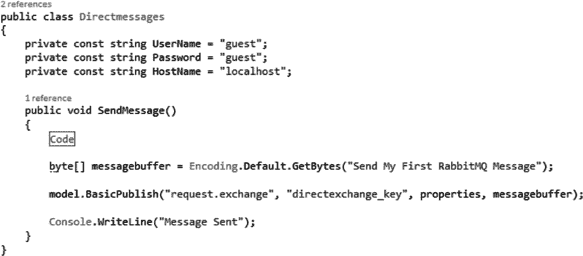 2 references
public class Directmessages
{
private const string UserName = "guest";
private const string Password = "guest";
private const string HostName = "localhost";
1 reference
public void SendMessage()
{
Code
byte[] messagebuffer = Encoding.Default.GetBytes("Send My First RabbitMQ Message");
model.BasicPublish("request.exchange", "directexchange_key", properties, messagebuffer);
Console.WriteLine("Message Sent");
}
}